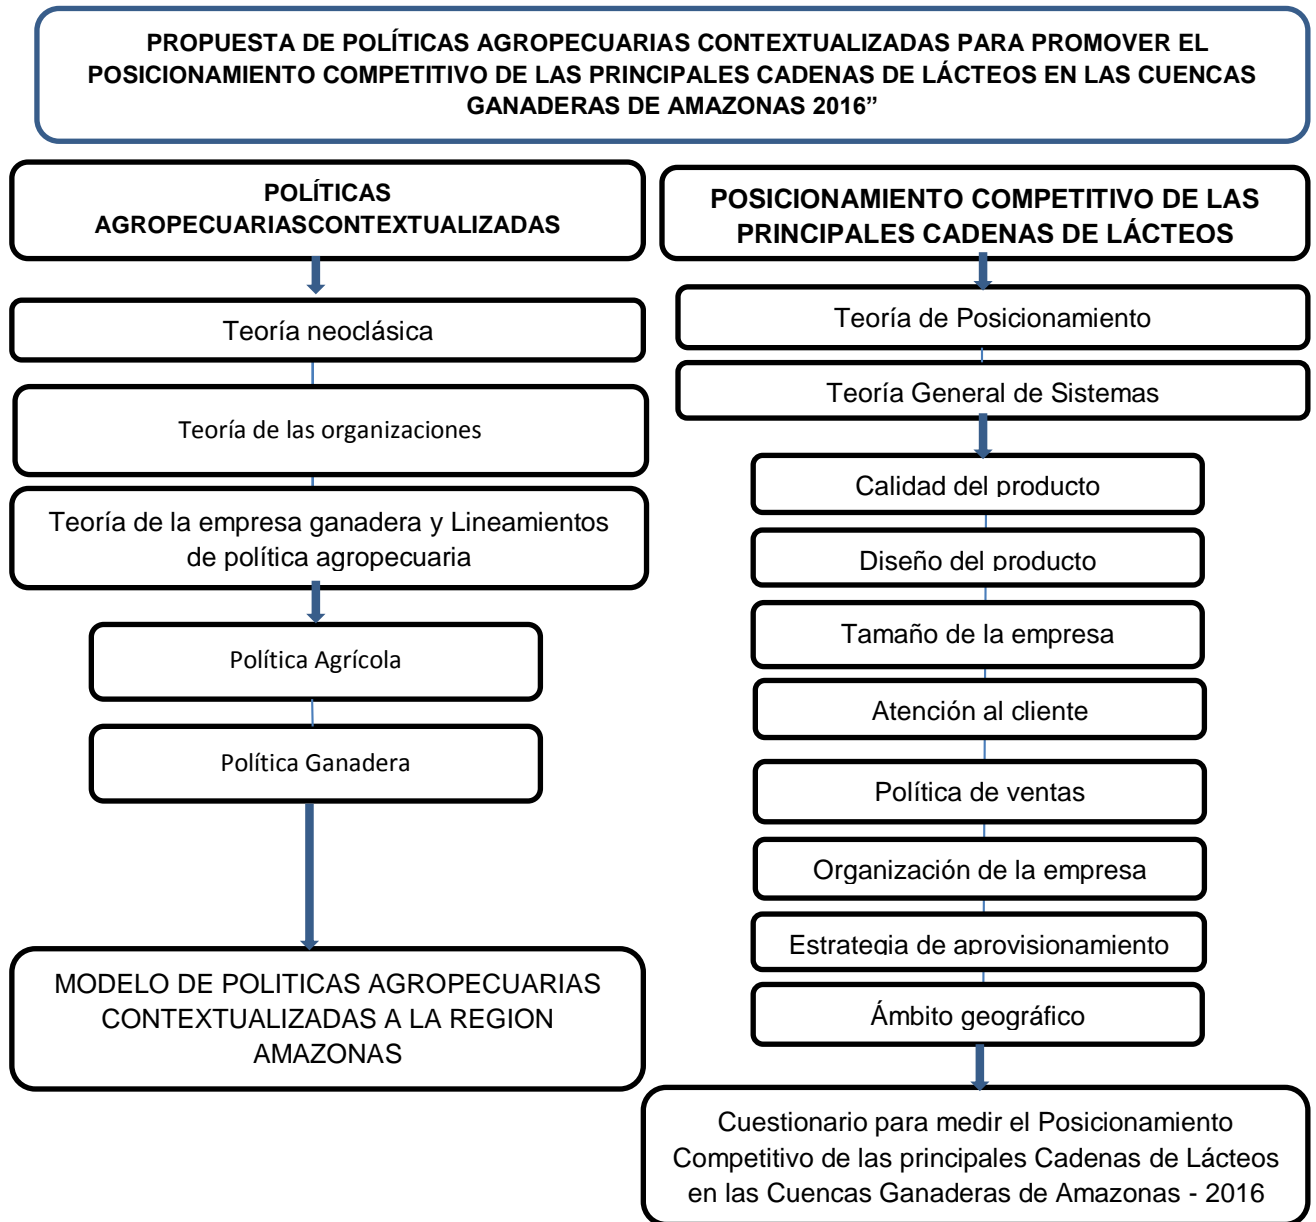 PROPUESTA DE POLÍTICAS AGROPECUARIAS CONTEXTUALIZADAS PARA PROMOVER EL
POSICIONAMIENTO COMPETITIVO DE LAS PRINCIPALES CADENAS DE LÁCTEOS EN LAS CUENCAS
GANADERAS DE AMAZONAS 2016”
POLÍTICAS
AGROPECUARIASCONTEXTUALIZADAS
Teoría neoclásica
Teoría de las organizaciones
Teoría de la empresa ganadera y Lineamientos
de política agropecuaria
Política Agrícola
Política Ganadera
MODELO DE POLITICAS AGROPECUARIAS
CONTEXTUALIZADAS A LA REGION
AMAZONAS
POSICIONAMIENTO COMPETITIVO DE LAS
PRINCIPALES CADENAS DE LÁCTEOS
Teoría de Posicionamiento
Teoría General de Sistemas
Calidad del producto
Diseño del producto
Tamaño de la empresa
Atención al cliente
Política de ventas
Organización de la empresa
Estrategia de aprovisionamiento
Ámbito geográfico
Cuestionario para medir el Posicionamiento
Competitivo de las principales Cadenas de Lácteos
en las Cuencas Ganaderas de Amazonas - 2016